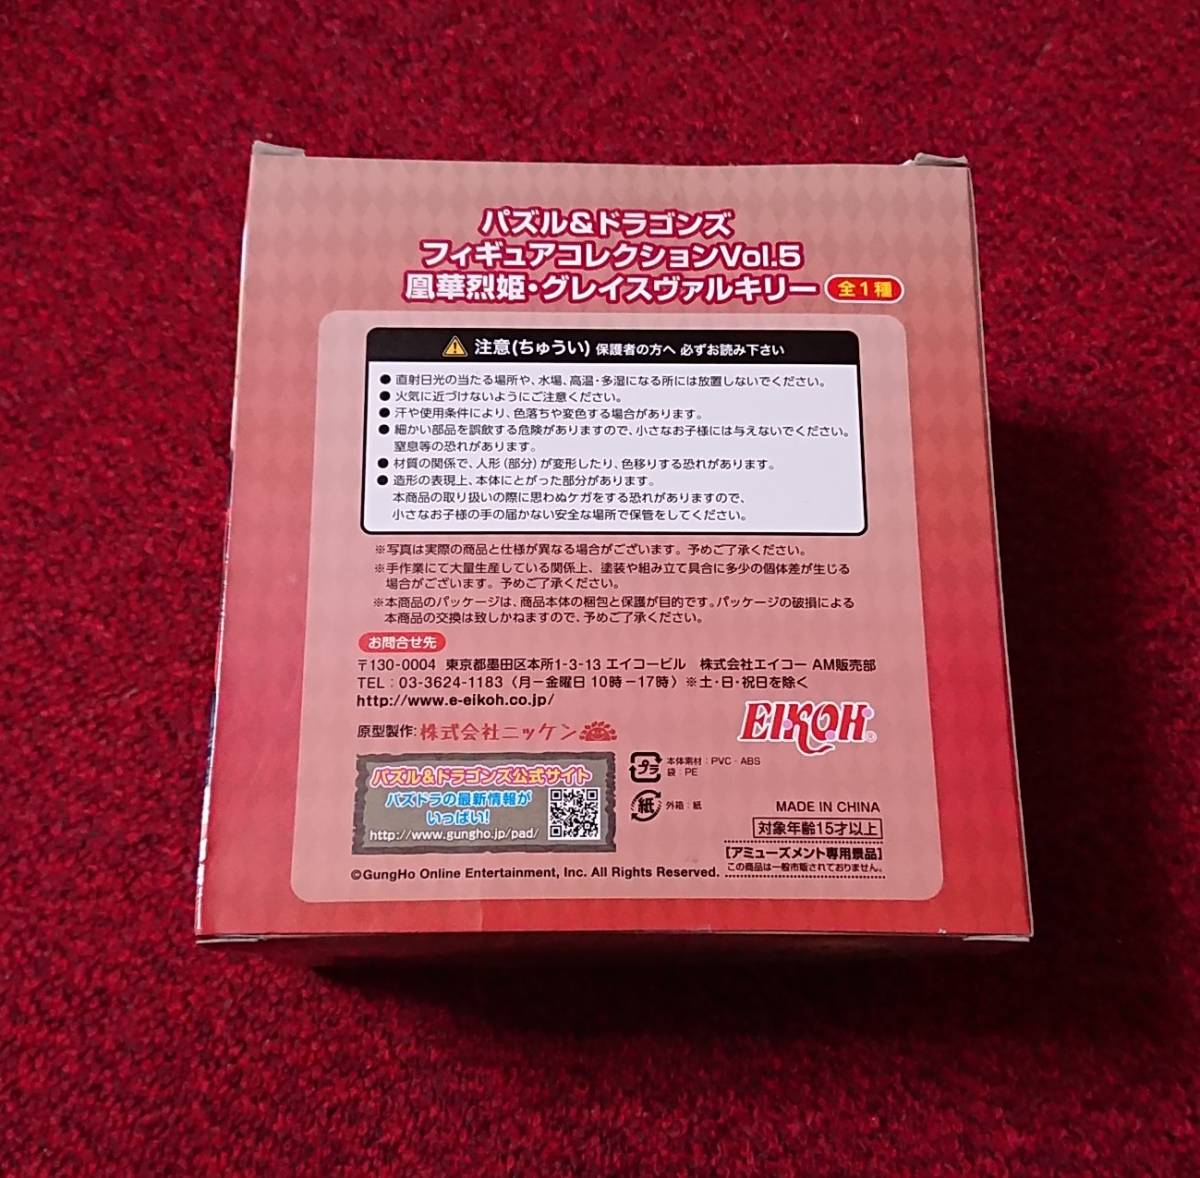 パズル&ドラゴンズ
フィギュアコレクションVol.5
凰華烈姫・グレイスヴァルキリー 全1種
注意(ちゅうい) 保護者の方へ 必ずお読み下さい
● 直射日光の当たる場所や、水場、高温・多湿になる所には放置しないでください。
● 火気に近づけないようにご注意ください。
● 汗や使用条件により、色落ちや変色する場合があります。
● 細かい部品を誤飲する危険がありますので、小さなお子様には与えないでください。
窒息等の恐れがあります。
● 材質の関係で、人形(部分)が変形したり、色移りする恐れがあります。
● 造形の表現上、本体にとがった部分があります。
本商品の取り扱いの際に思わぬケガをする恐れがありますので、
小さなお子様の手の届かない安全な場所で保管をしてください。
※写真は実際の商品と仕様が異なる場合がございます。予めご了承ください。
※手作業にて大量生産している関係上、塗装や組み立て具合に多少の個体差が生じる
場合がございます。予めご了承ください。
※本商品のパッケージは、商品本体の梱包と保護が目的です。パッケージの破損による
本商品の交換は致しかねますので、予めご了承ください。
お問合せ先
〒130-0004 東京都墨田区本所1-3-13 エイコービル 株式会社エイコー AM販売部
TEL:03-3624-1183〈月-金曜日 10時-17時〉※土・日・祝日を除く
http://www.e-eikoh.co.jp/
原型製作:株式会社ニッケン
EIKOH®
パズル&ドラゴンズ公式サイト
パズドラの最新情報が
いっぱい!
http://www.gungho.jp/pad/
プラ 本体素材:PVC・ABS
袋:PE
紙 外箱:紙
MADE IN CHINA
対象年齢15才以上
[アミューズメント専用景品]
この商品は一般市販されておりません。
©GungHo Online Entertainment, Inc. All Rights Reserved.